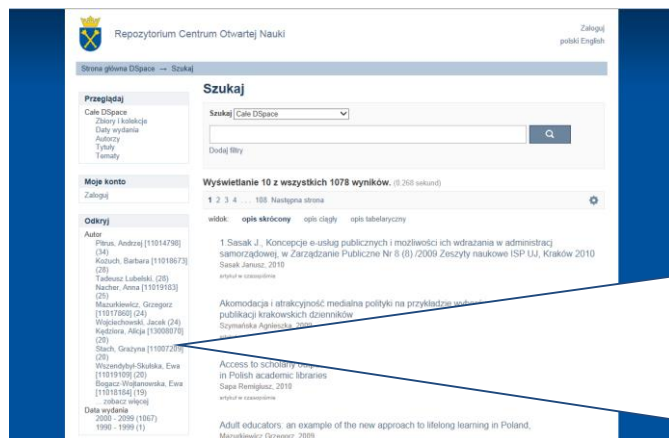 Repozytorium Centrum Otwartej Nauki
Zaloguj
polski English
Strona główna DSpace → Szukaj
Przeglądaj
Całe DSpace
Zbiory i kolekcje
Daty wydania
Autorzy
Tytuły
Tematy
Moje konto
Zaloguj
Odkryj
Autor
Pitrus, Andrzej [11014798]
(34)
Kożuch, Barbara [11018673]
(28)
Tadeusz Lubelski. (28)
Nacher, Anna [11019183]
(25)
Mazurkiewicz, Grzegorz
[11017860] (24)
Wojciechowski, Jacek (24)
Kędziora, Alicja [13008070]
(20)
Stach, Grażyna [11007209]
(20)
Wszendybył-Skulska, Ewa
[11019109] (20)
Bogacz-Wojtanowska, Ewa
[11018184] (19)
... zobacz więcej
Data wydania
2000 - 2099 (1067)
1990 - 1999 (1)
Szukaj
Szukaj Całe DSpace
Dodaj filtry
Wyświetlanie 10 z wszystkich 1078 wyników. (0.268 sekund)
1 2 3 4 . . . 108 Następna strona
widok: opis skrócony opis ciągły opis tabelaryczny
1.Sasak J., Koncepcje e-usług publicznych i możliwości ich wdrażania w administracj
samorządowej, w Zarządzanie Publiczne Nr 8 (8) /2009 Zeszyty naukowe ISP UJ, Kraków 2010
Sasak Janusz, 2010
artykuł w czasopiśmie
Akomodacja i atrakcyjność medialna polityki na przykładzie
publikacji krakowskich dzienników
Szymańska Agnieszka, 2009
Access to scholarly
in Polish academic libraries
Sapa Remigiusz, 2010
artykuł w czasopiśmie
Adult educators: an example of the new approach to lifelong learning in Poland,
Mazurkiewicz Grzegorz, 2009